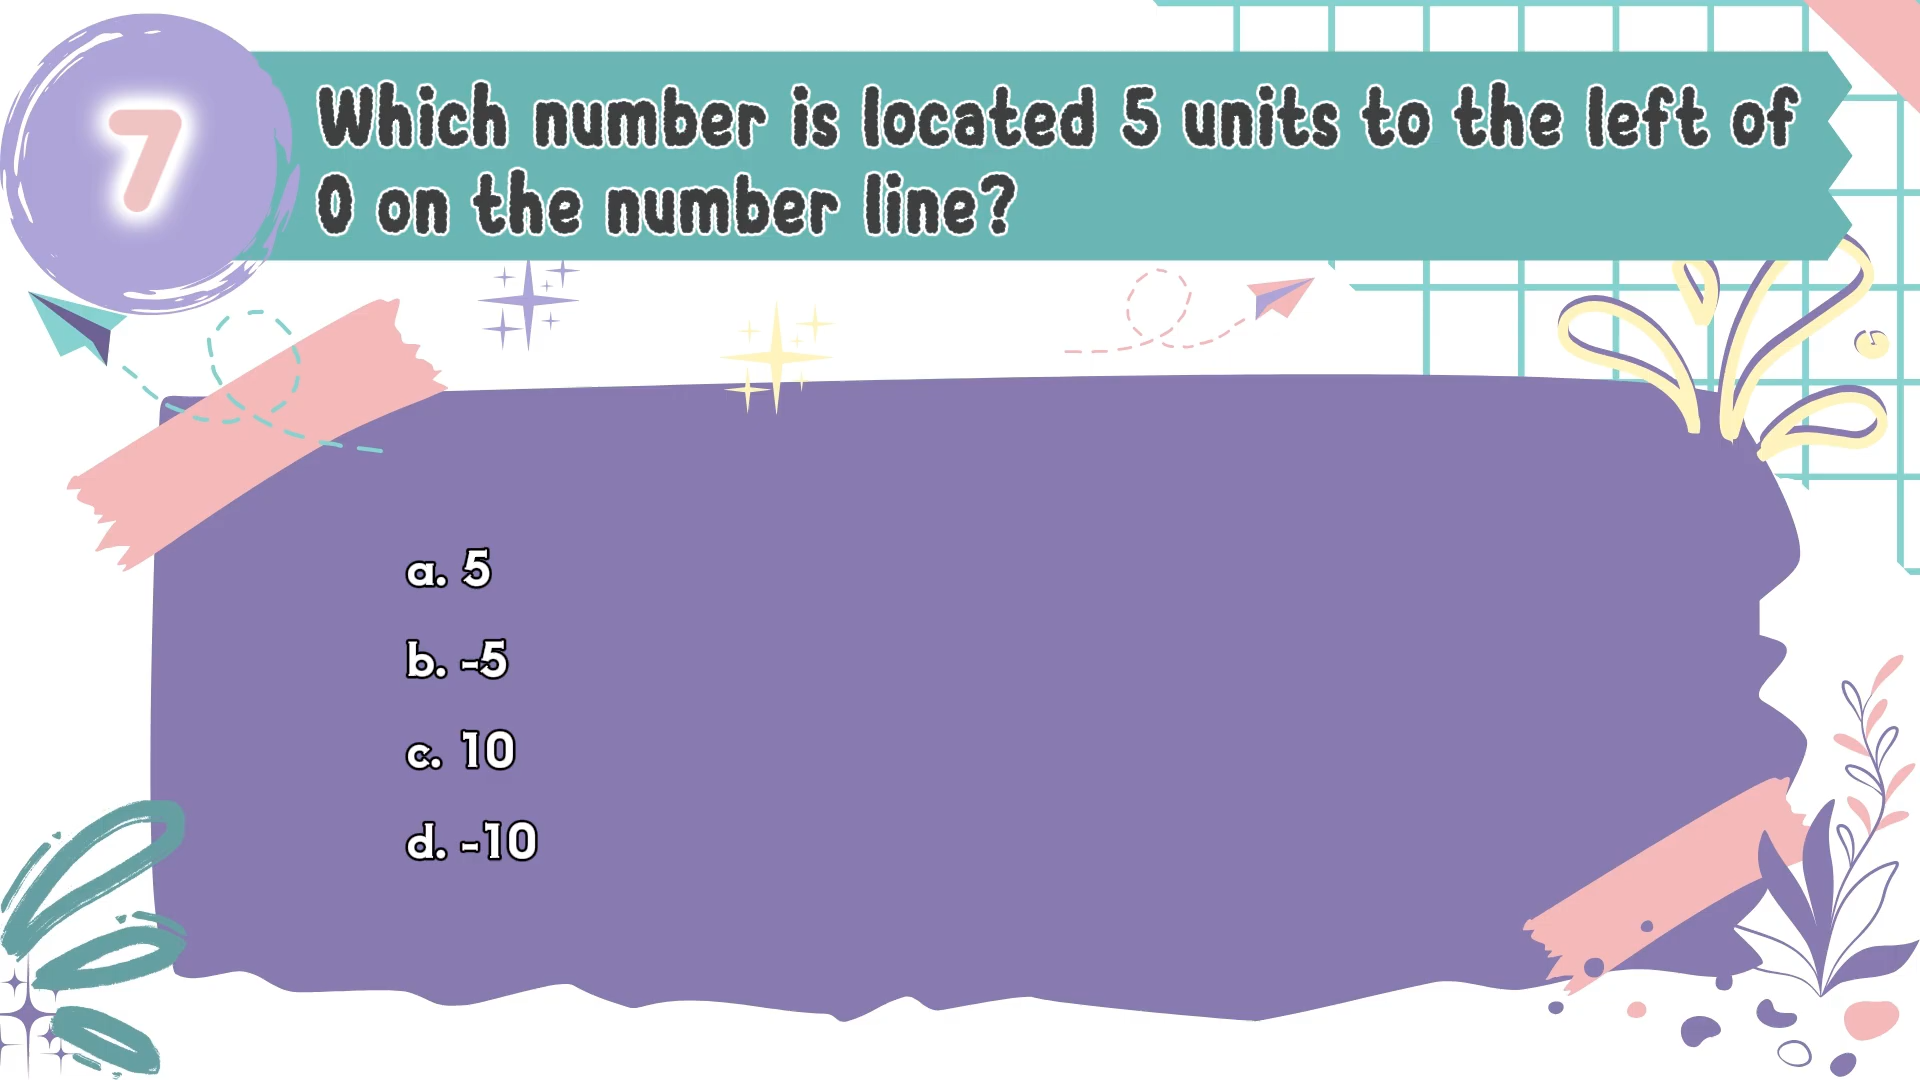 7
Which number is located 5 units to the left of
0 on the number line?
a. 5
b. -5
c. 10
d. -10